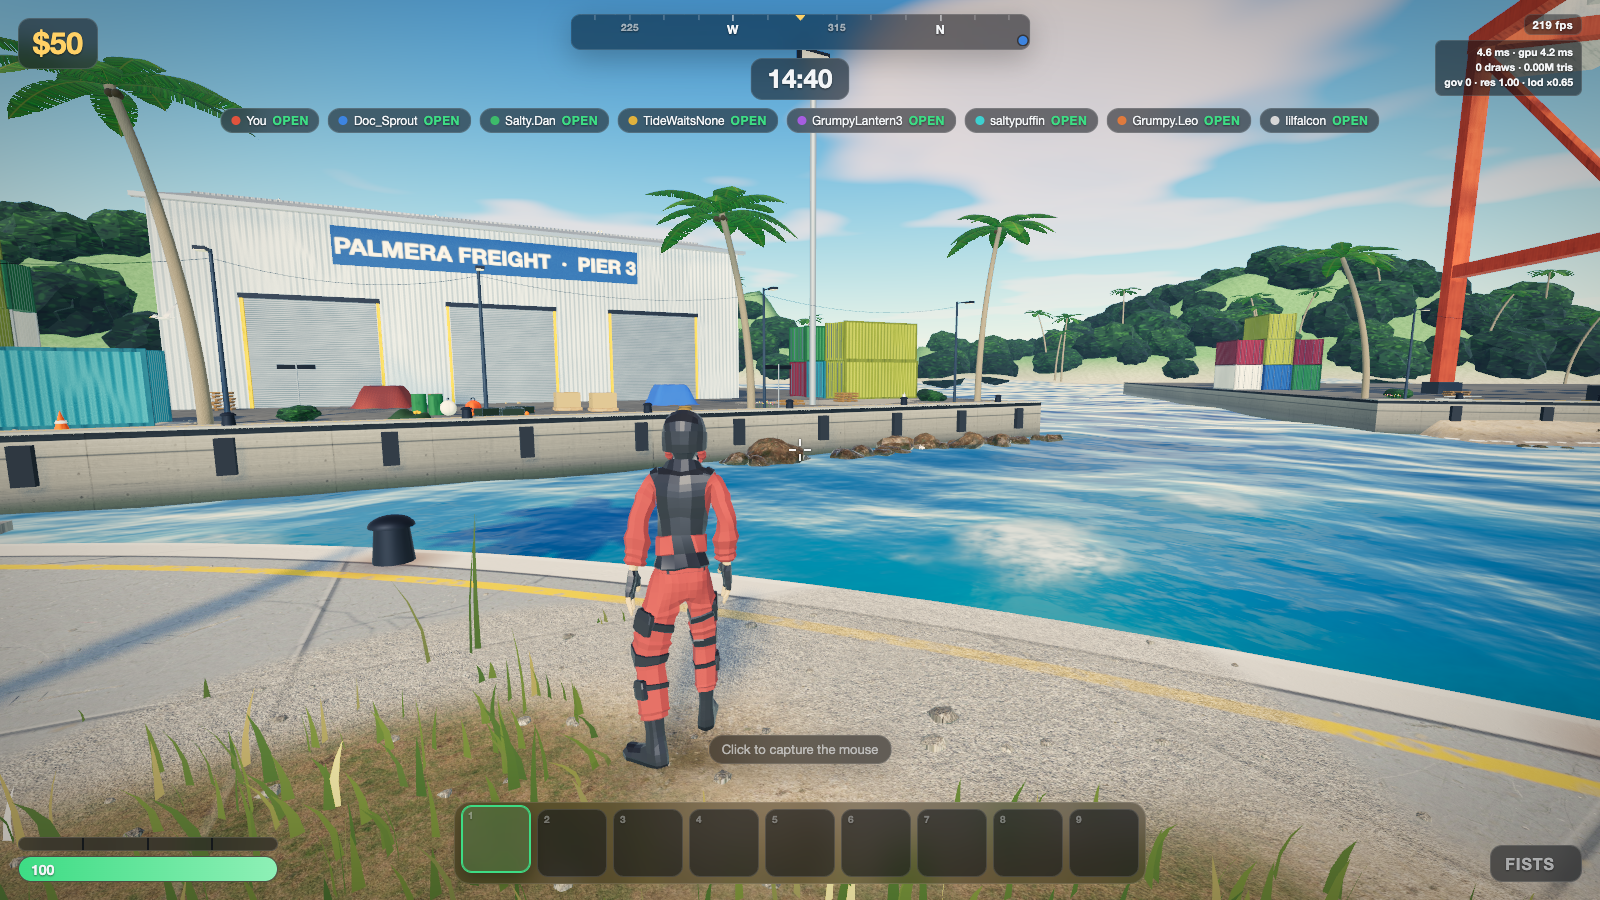 $50
225 W 315 N
14:40
219 fps
4.6 ms · gpu 4.2 ms
0 draws · 0.00M tris
gov 0 · res 1.00 · lod ×0.65
You OPEN
Doc_Sprout OPEN
Salty.Dan OPEN
TideWaitsNone OPEN
GrumpyLantern3 OPEN
saltypuffin OPEN
Grumpy.Leo OPEN
lilfalcon OPEN
PALMERA FREIGHT · PIER 3
Click to capture the mouse
1 2 3 4 5 6 7 8 9
100
FISTS